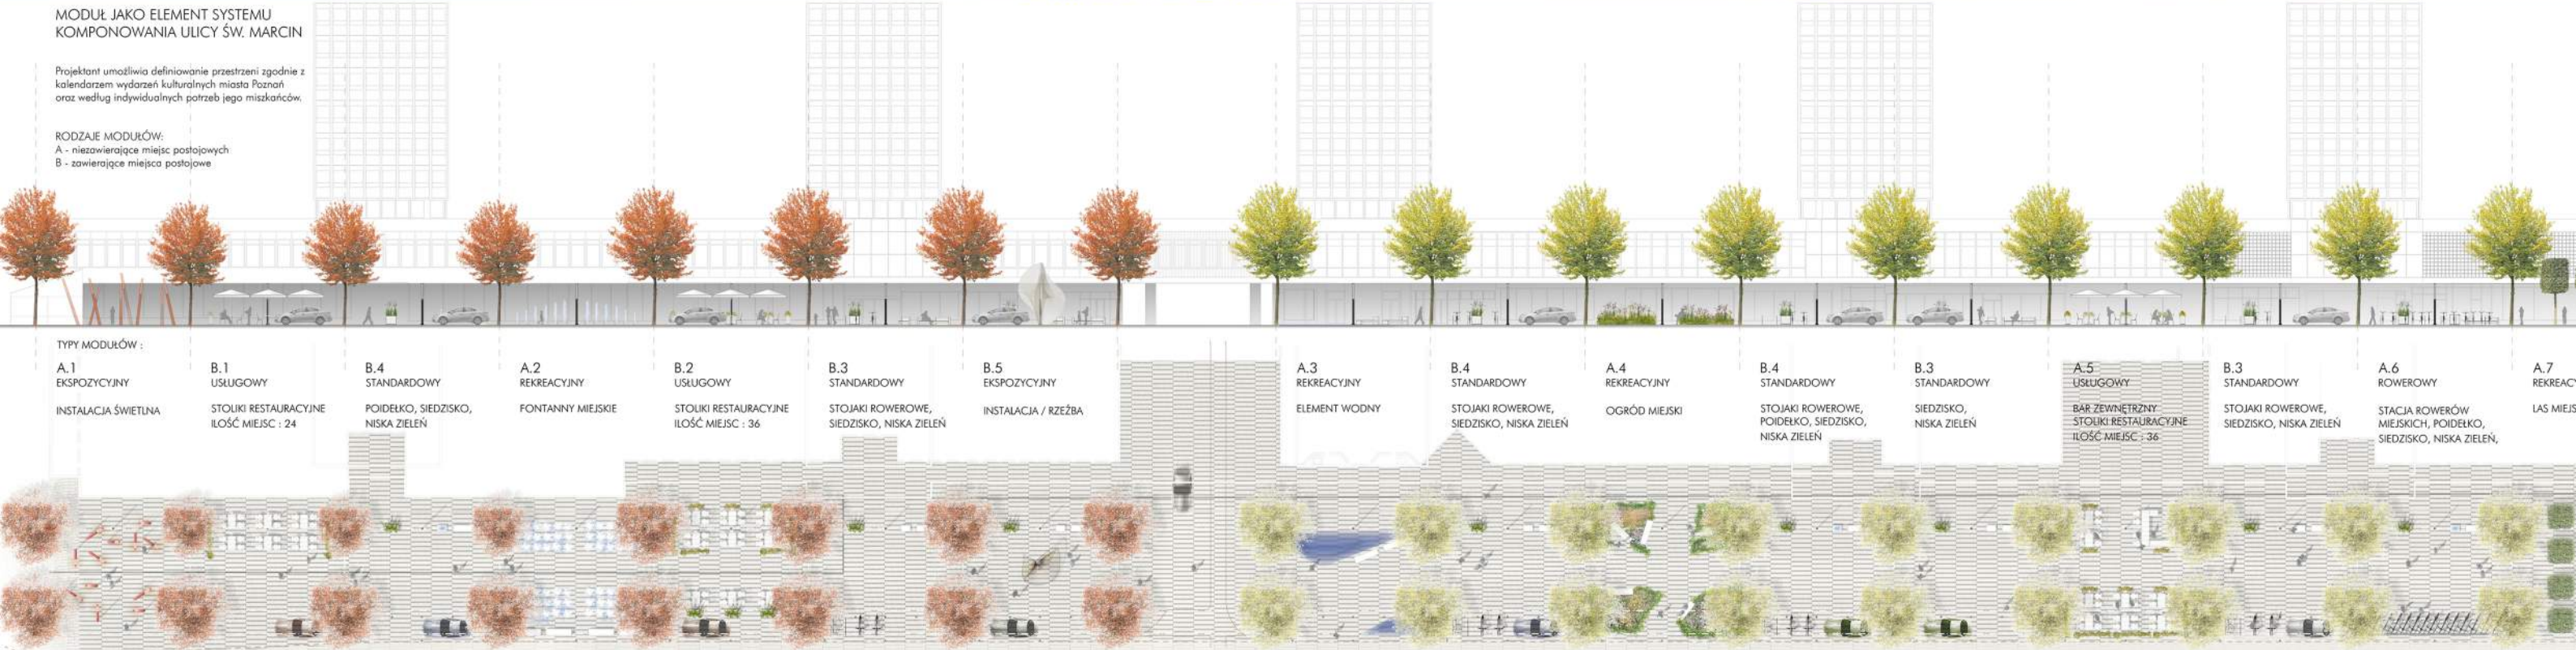 MODUŁ JAKO ELEMENT SYSTEMU
KOMPONOWANIA ULICY ŚW. MARCIN
Projektant umożliwia definiowanie przestrzeni zgodnie z
kalendarzem wydarzeń kulturalnych miasta Poznań
oraz według indywidualnych potrzeb jego miszkańców.
RODZAJE MODUŁÓW:
A - niezawierające miejsc postojowych
B - zawierające miejsca postojowe
TYPY MODUŁÓW :
A.1
EKSPOZYCYJNY
INSTALACJA ŚWIETLNA
B.1
USŁUGOWY
STOLIKI RESTAURACYJNE
ILOŚĆ MIEJSC : 24
B.4
STANDARDOWY
POIDEŁKO, SIEDZISKO,
NISKA ZIELEŃ
A.2
REKREACYJNY
FONTANNY MIEJSKIE
B.2
USŁUGOWY
STOLIKI RESTAURACYJNE
ILOŚĆ MIEJSC : 36
B.3
STANDARDOWY
STOJAKI ROWEROWE,
SIEDZISKO, NISKA ZIELEŃ
B.5
EKSPOZYCYJNY
INSTALACJA / RZEŹBA
A.3
REKREACYJNY
ELEMENT WODNY
B.4
STANDARDOWY
STOJAKI ROWEROWE,
SIEDZISKO, NISKA ZIELEŃ
A.4
REKREACYJNY
OGRÓD MIEJSKI
B.4
STANDARDOWY
STOJAKI ROWEROWE,
POIDEŁKO, SIEDZISKO,
NISKA ZIELEŃ
B.3
STANDARDOWY
SIEDZISKO,
NISKA ZIELEŃ
A.5
USŁUGOWY
BAR ZEWNĘTRZNY
STOLIKI RESTAURACYJNE
ILOŚĆ MIEJSC : 36
B.3
STANDARDOWY
STOJAKI ROWEROWE,
SIEDZISKO, NISKA ZIELEŃ
A.6
ROWEROWY
STACJA ROWERÓW
MIEJSKICH, POIDEŁKO,
SIEDZISKO, NISKA ZIELEŃ,
A.7
REKREAC
LAS MIEJS